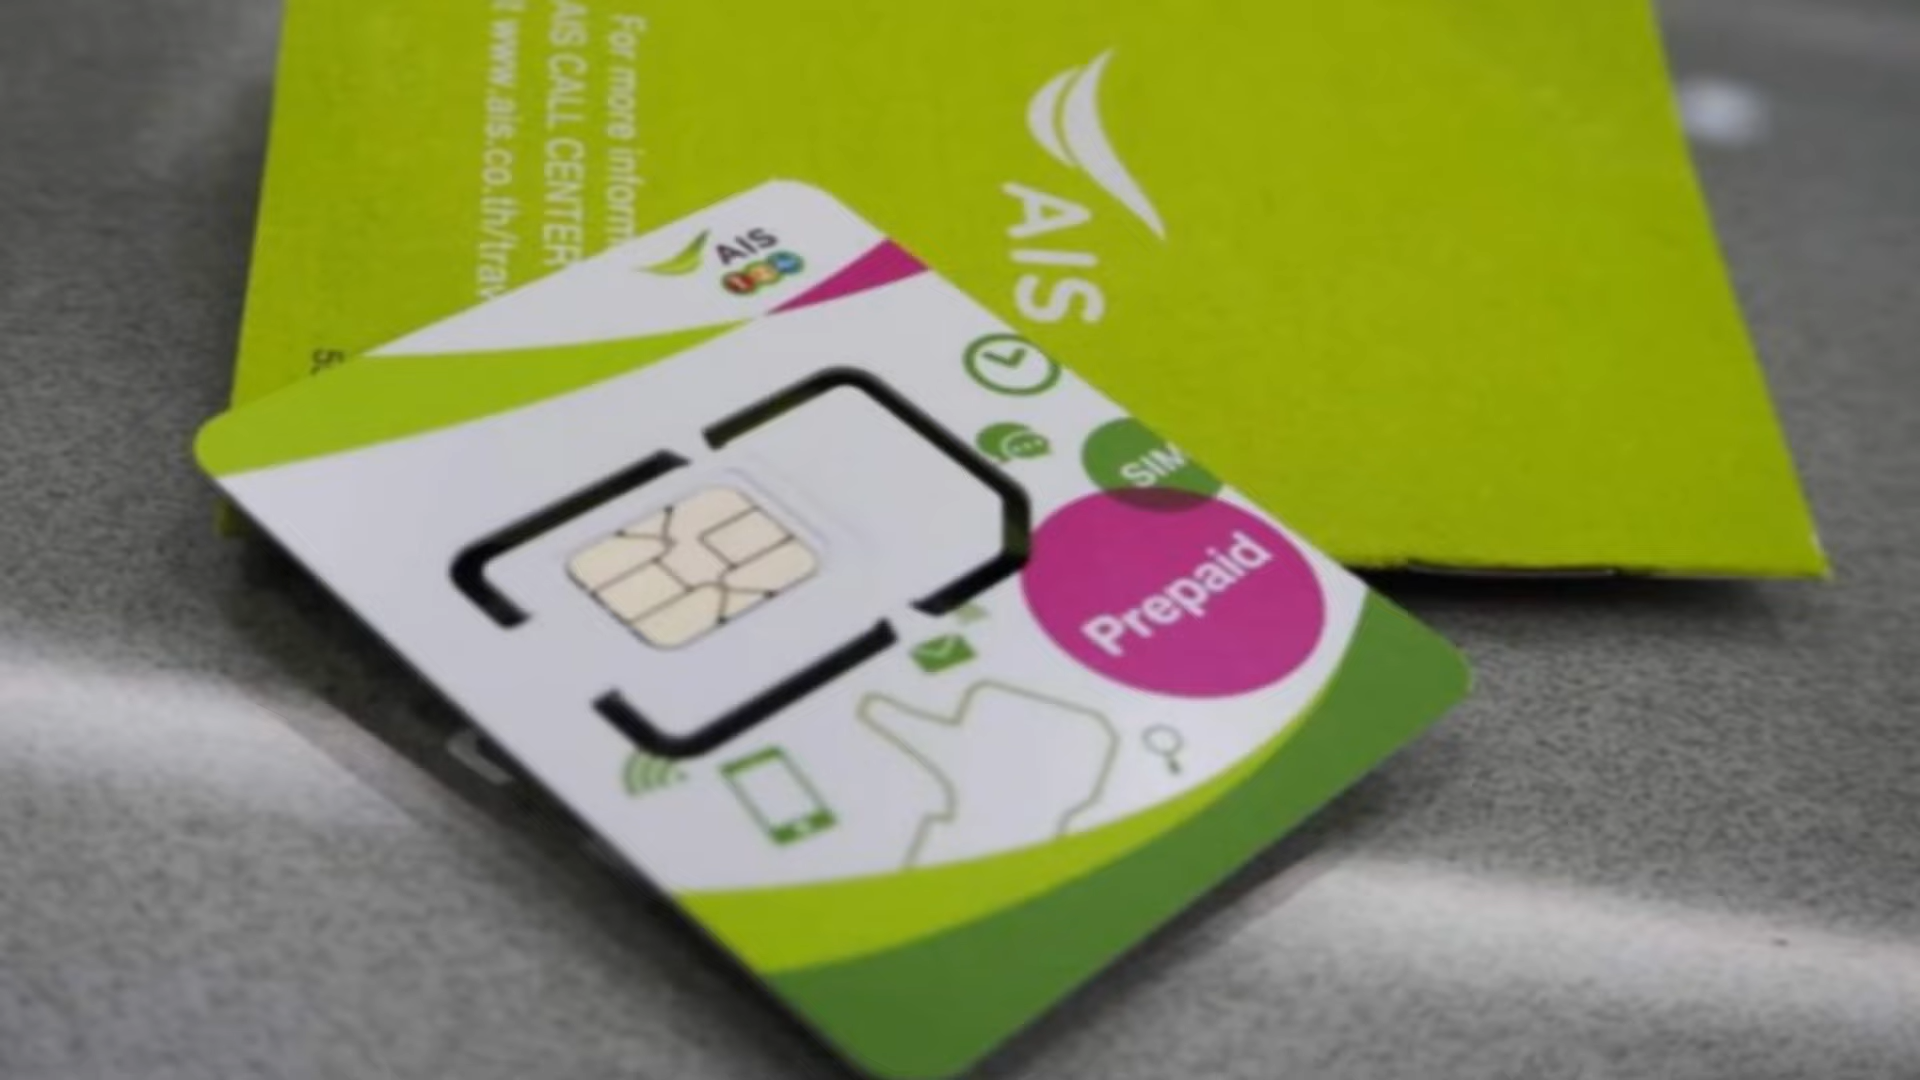 For more inform
AIS CALL CENTER
www.ais.co.th/trav
AIS
AIS
SIM
Prepaid